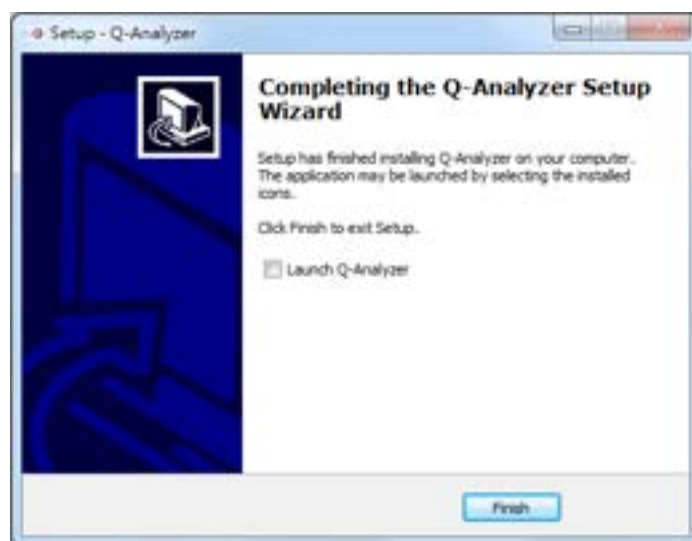 Setup - Q-Analyzer
Completing the Q-Analyzer Setup
Wizard
Setup has finished installing Q-Analyzer on your computer.
The application may be launched by selecting the installed
icons.
Click Finish to exit Setup.
Launch Q-Analyzer
Finish